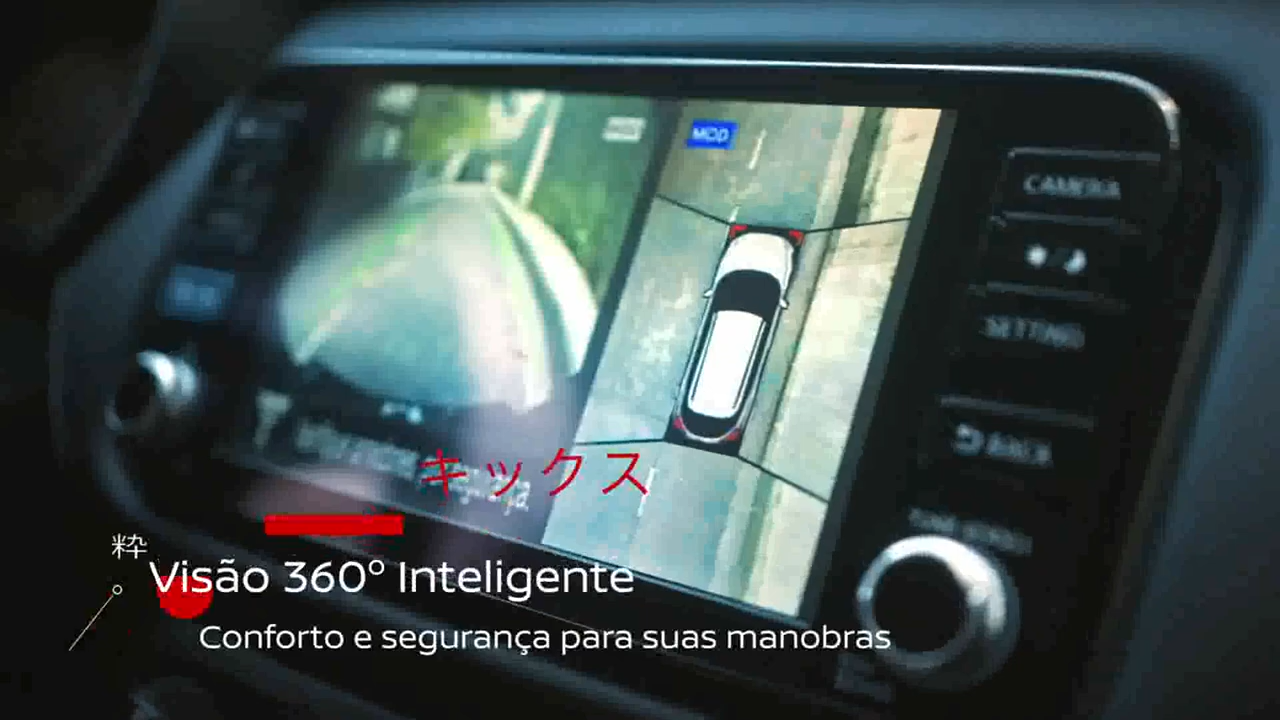 MOD
CAMERA
SETTING
BACK
キックス
粋
Visão 360° Inteligente
Conforto e segurança para suas manobras